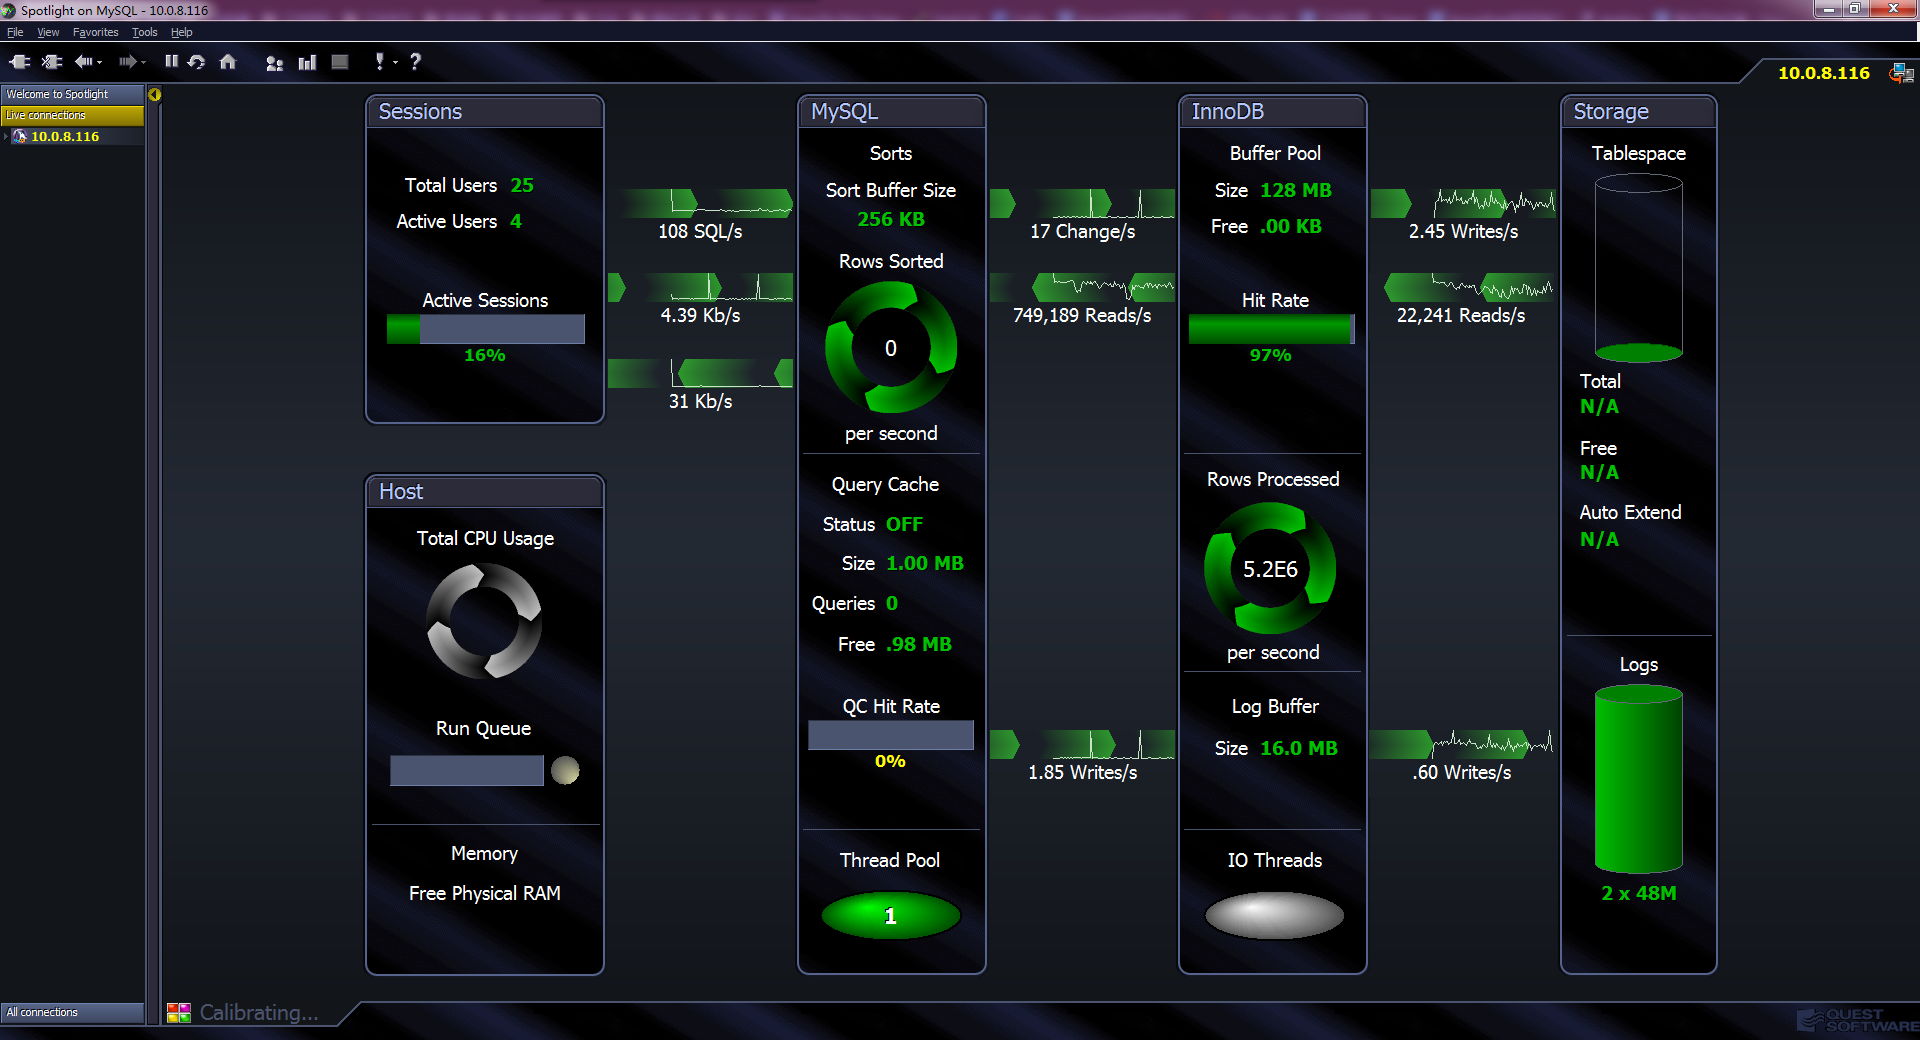 Spotlight on MySQL - 10.0.8.116
File View Favorites Tools Help
10.0.8.116
Welcome to Spotlight
Live connections
10.0.8.116
Sessions
Total Users 25
Active Users 4
Active Sessions
16%
108 SQL/s
4.39 Kb/s
31 Kb/s
Host
Total CPU Usage
Run Queue
Memory
Free Physical RAM
MySQL
Sorts
Sort Buffer Size
256 KB
Rows Sorted
0
per second
Query Cache
Status OFF
Size 1.00 MB
Queries 0
Free .98 MB
QC Hit Rate
0%
Thread Pool
1
17 Change/s
749,189 Reads/s
1.85 Writes/s
InnoDB
Buffer Pool
Size 128 MB
Free .00 KB
Hit Rate
97%
Rows Processed
5.2E6
per second
Log Buffer
Size 16.0 MB
IO Threads
2.45 Writes/s
22,241 Reads/s
.60 Writes/s
Storage
Tablespace
Total
N/A
Free
N/A
Auto Extend
N/A
Logs
2 x 48M
All connections
Calibrating...
QUEST
SOFTWARE